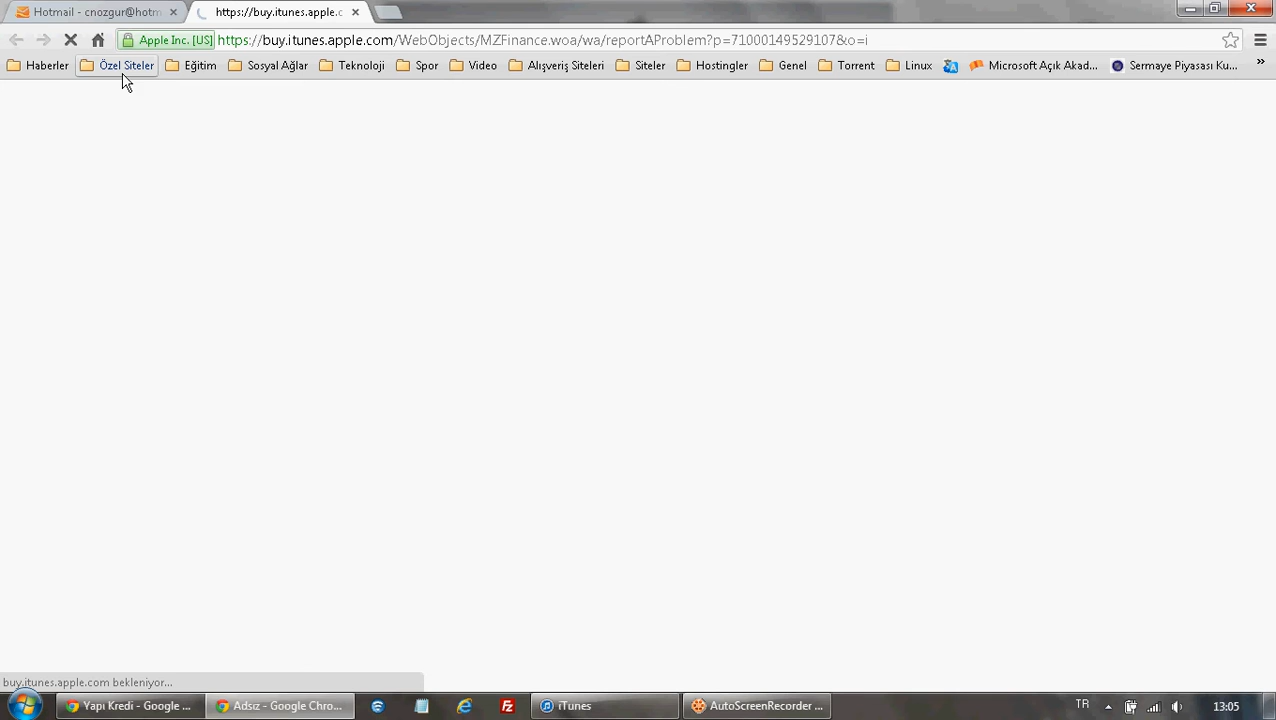 Hotmail - cnozgur@hotm
https://buy.itunes.apple.c
Apple Inc. [US] https://buy.itunes.apple.com/WebObjects/MZFinance.woa/wa/reportAProblem?p=71000149529107&o=i
Haberler Özel Siteler Eğitim Sosyal Ağlar Teknoloji Spor Video Alışveriş Siteleri Siteler Hostingler Genel Torrent Linux Microsoft Açık Akad... Sermaye Piyasası Ku... »
buy.itunes.apple.com bekleniyor...
Yapı Kredi - Google ... Adsız - Google Chro... iTunes AutoScreenRecorder ... TR 13:05